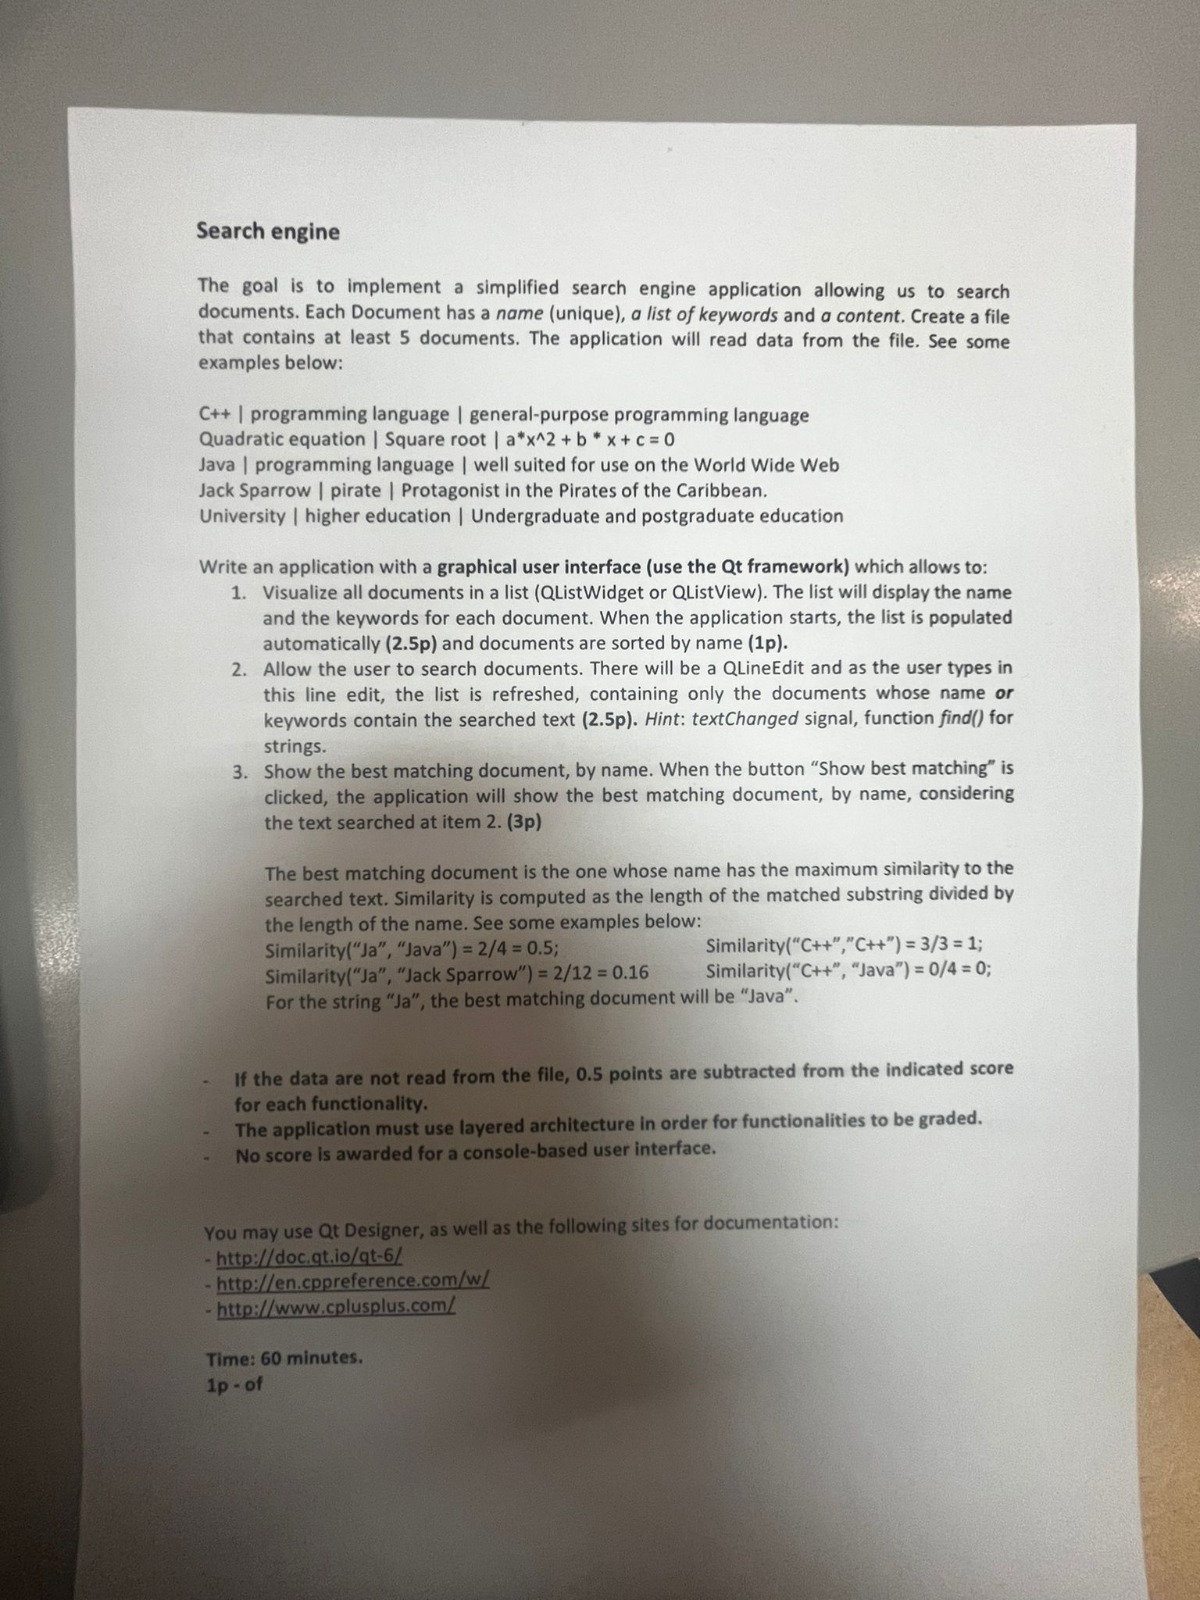 Search engine
The goal is to implement a simplified search engine application allowing us to search
documents. Each Document has a name (unique), a list of keywords and a content. Create a file
that contains at least 5 documents. The application will read data from the file. See some
examples below:
C++ | programming language | general-purpose programming language
Quadratic equation | Square root | a*x^2 + b * x + c = 0
Java | programming language | well suited for use on the World Wide Web
Jack Sparrow | pirate | Protagonist in the Pirates of the Caribbean.
University | higher education | Undergraduate and postgraduate education
Write an application with a graphical user interface (use the Qt framework) which allows to:
1. Visualize all documents in a list (QListWidget or QListView). The list will display the name
and the keywords for each document. When the application starts, the list is populated
automatically (2.5p) and documents are sorted by name (1p).
2. Allow the user to search documents. There will be a QLineEdit and as the user types in
this line edit, the list is refreshed, containing only the documents whose name or
keywords contain the searched text (2.5p). Hint: textChanged signal, function find() for
strings.
3. Show the best matching document, by name. When the button “Show best matching” is
clicked, the application will show the best matching document, by name, considering
the text searched at item 2. (3p)
The best matching document is the one whose name has the maximum similarity to the
searched text. Similarity is computed as the length of the matched substring divided by
the length of the name. See some examples below:
Similarity(“Ja”, “Java”) = 2/4 = 0.5; Similarity(“C++”,”C++”) = 3/3 = 1;
Similarity(“Ja”, “Jack Sparrow”) = 2/12 = 0.16 Similarity(“C++”, “Java”) = 0/4 = 0;
For the string “Ja”, the best matching document will be “Java”.
- If the data are not read from the file, 0.5 points are subtracted from the indicated score
for each functionality.
- The application must use layered architecture in order for functionalities to be graded.
- No score is awarded for a console-based user interface.
You may use Qt Designer, as well as the following sites for documentation:
- http://doc.qt.io/qt-6/
- http://en.cppreference.com/w/
- http://www.cplusplus.com/
Time: 60 minutes.
1p - of